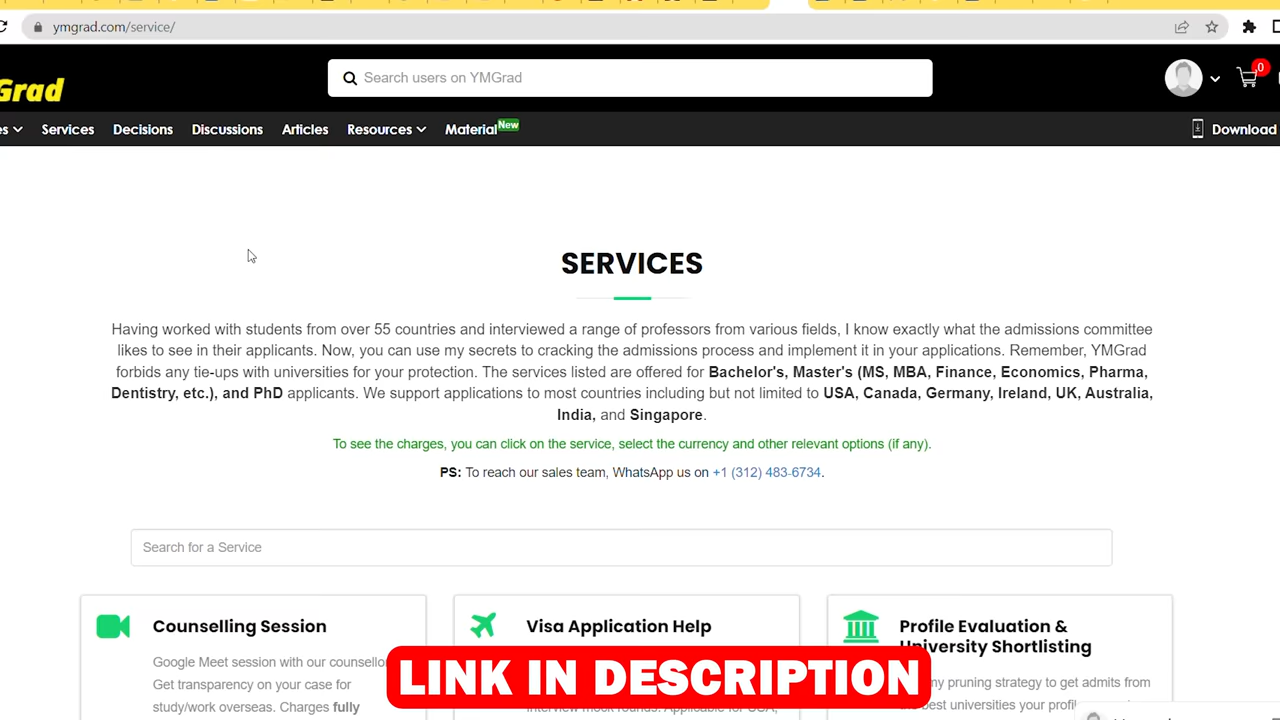 ymgrad.com/service/
Grad
Search users on YMGrad
0
Services Decisions Discussions Articles Resources Material New
Download
SERVICES
Having worked with students from over 55 countries and interviewed a range of professors from various fields, I know exactly what the admissions committee
likes to see in their applicants. Now, you can use my secrets to cracking the admissions process and implement it in your applications. Remember, YMGrad
forbids any tie-ups with universities for your protection. The services listed are offered for Bachelor's, Master's (MS, MBA, Finance, Economics, Pharma,
Dentistry, etc.), and PhD applicants. We support applications to most countries including but not limited to USA, Canada, Germany, Ireland, UK, Australia,
India, and Singapore.
To see the charges, you can click on the service, select the currency and other relevant options (if any).
PS: To reach our sales team, WhatsApp us on +1 (312) 483-6734.
Search for a Service
Counselling Session
Google Meet session with our counsello
Get transparency on your case for
study/work overseas. Charges fully
Visa Application Help
Profile Evaluation &
University Shortlisting
pruning strategy to get admits from
best universities your
LINK IN DESCRIPTION